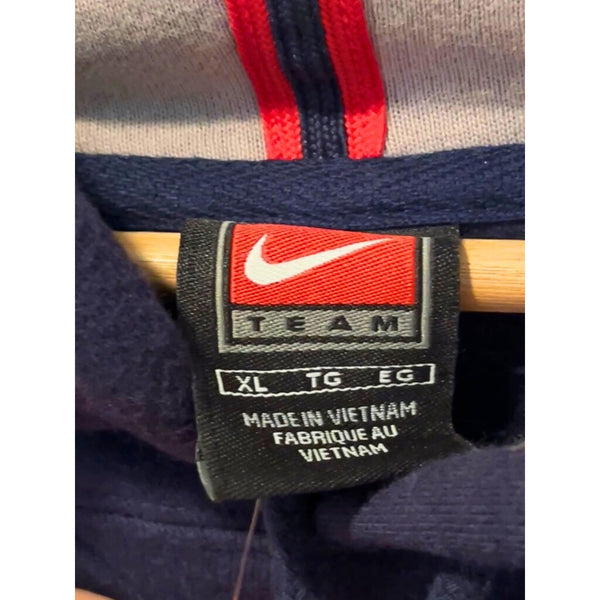 TEAM
XL TG EG
MADE IN VIETNAM
FABRIQUE AU
VIETNAM